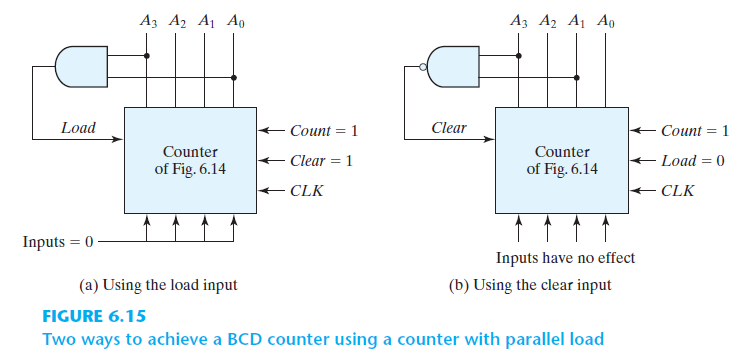 A3 A2 A1 A0
Load
Counter
of Fig. 6.14
Count = 1
Clear = 1
CLK
Inputs = 0
(a) Using the load input
A3 A2 A1 A0
Clear
Counter
of Fig. 6.14
Count = 1
Load = 0
CLK
Inputs have no effect
(b) Using the clear input
FIGURE 6.15
Two ways to achieve a BCD counter using a counter with parallel load